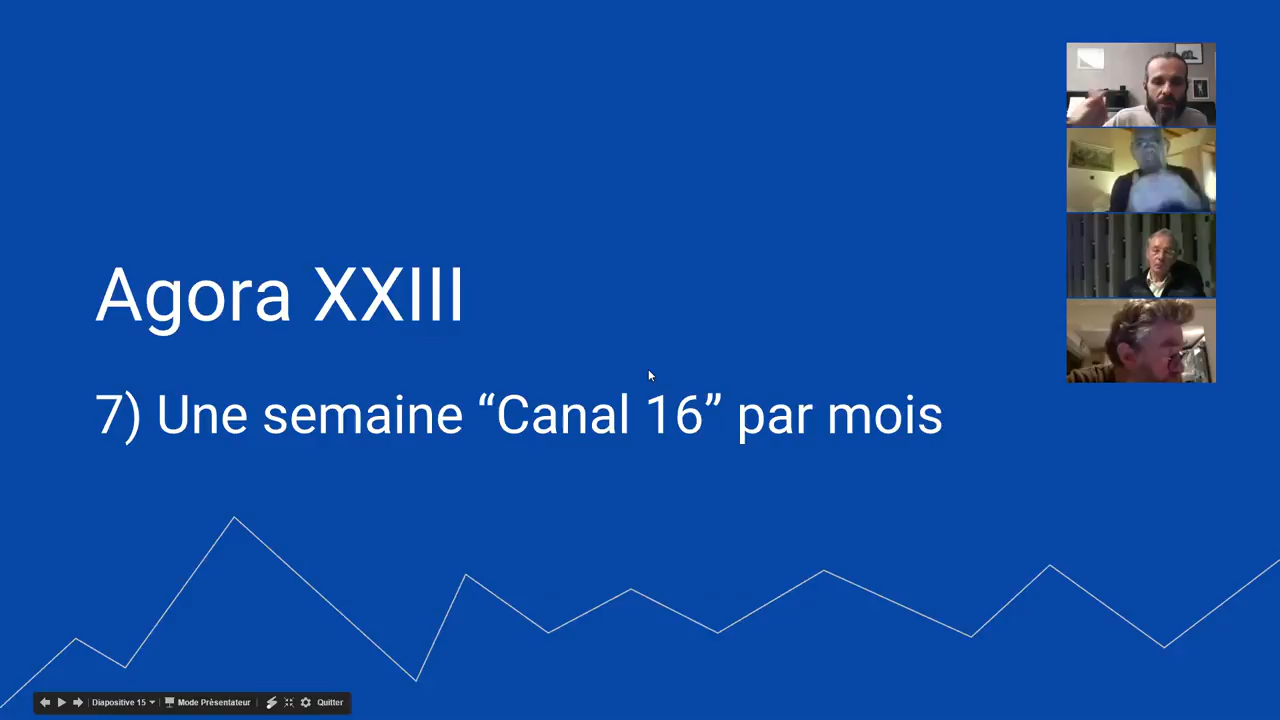 Agora XXIII
7) Une semaine “Canal 16” par mois
Diapositive 15
Mode Présentateur
Quitter